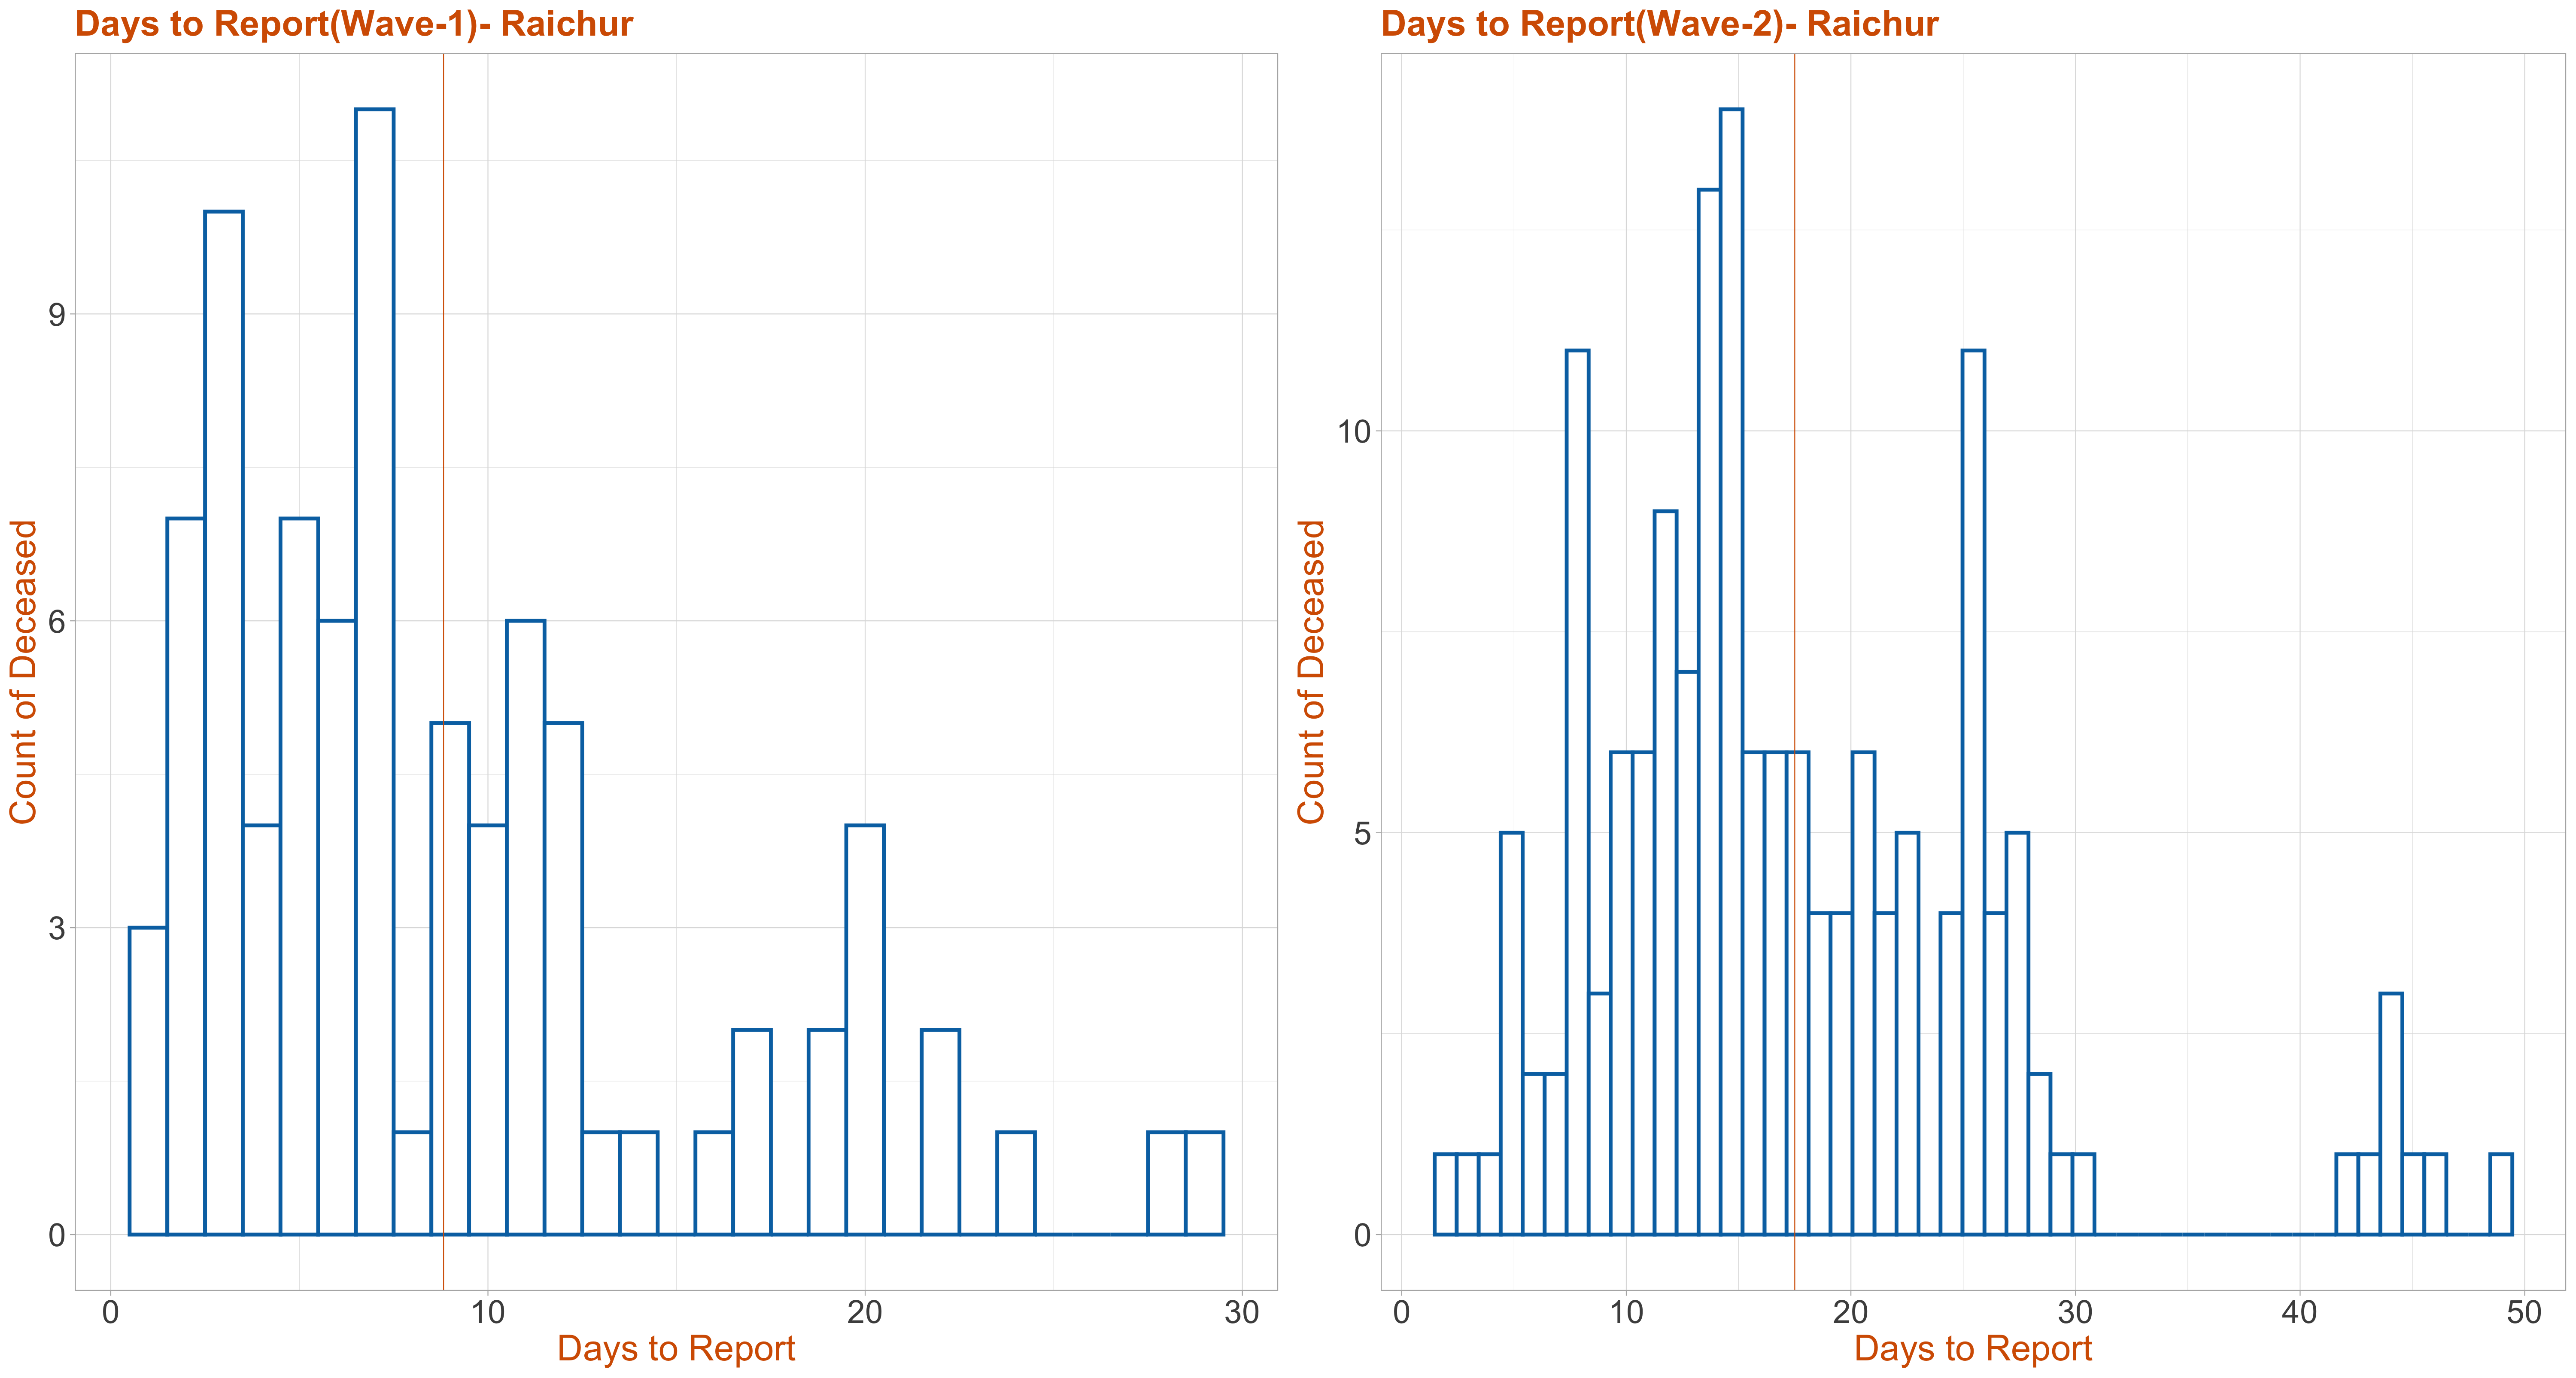 Days to Report(Wave-1)- Raichur
Count of Deceased
9
6
3
0
0 10 20 30
Days to Report
Days to Report(Wave-2)- Raichur
Count of Deceased
10
5
0
0 10 20 30 40 50
Days to Report